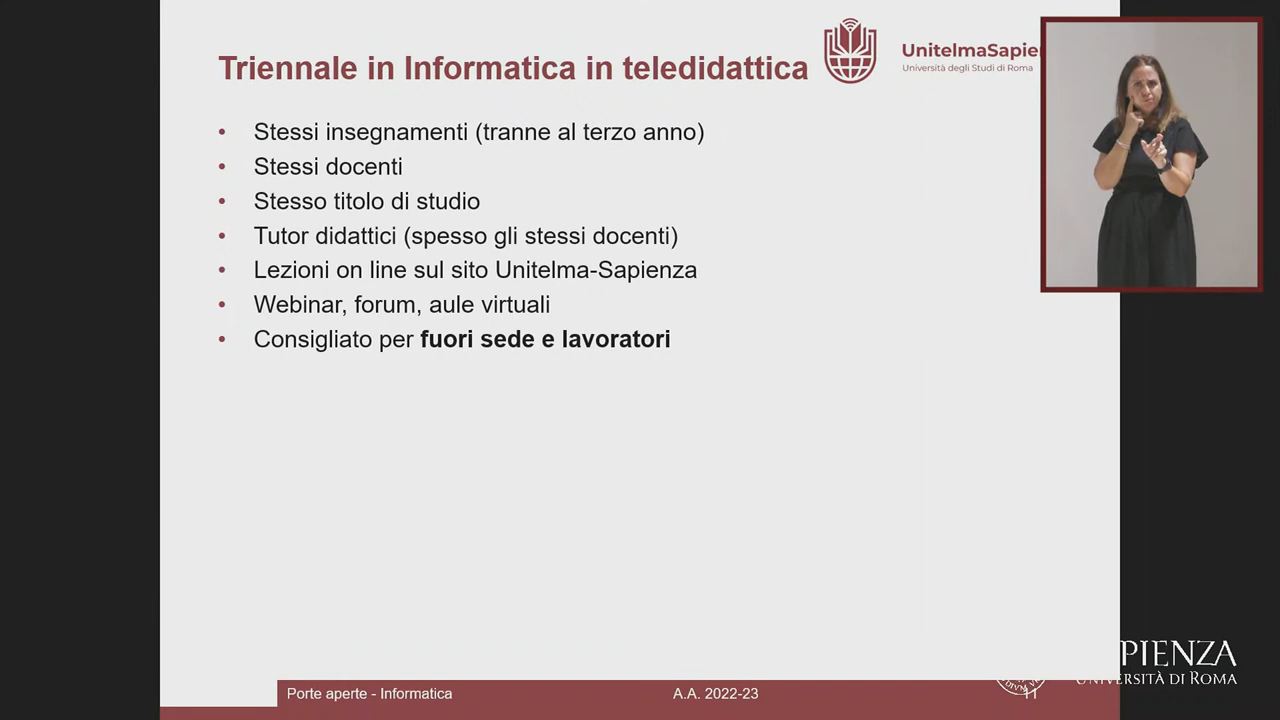 Triennale in Informatica in teledidattica
UnitelmaSapien
Università degli Studi di Roma
• Stessi insegnamenti (tranne al terzo anno)
• Stessi docenti
• Stesso titolo di studio
• Tutor didattici (spesso gli stessi docenti)
• Lezioni on line sul sito Unitelma-Sapienza
• Webinar, forum, aule virtuali
• Consigliato per fuori sede e lavoratori
PIENZA
UNIVERSITÀ DI ROMA
Porte aperte - Informatica
A.A. 2022-23
11